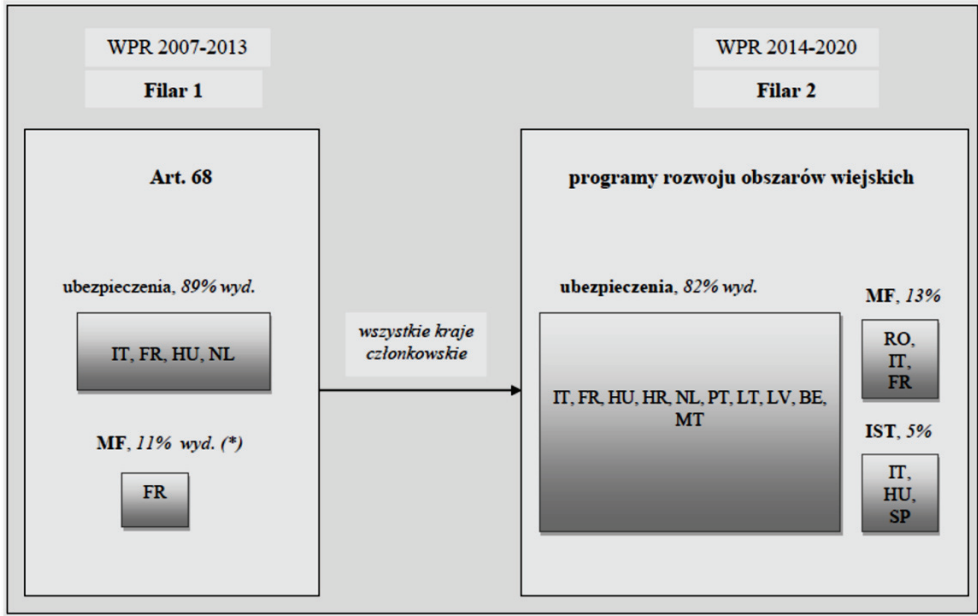 WPR 2007-2013
Filar 1
Art. 68
ubezpieczenia, 89% wyd.
IT, FR, HU, NL
MF, 11% wyd. (*)
FR
wszystkie kraje
członkowskie
WPR 2014-2020
Filar 2
programy rozwoju obszarów wiejskich
ubezpieczenia, 82% wyd.
IT, FR, HU, HR, NL, PT, LT, LV, BE,
MT
MF, 13%
RO,
IT,
FR
IST, 5%
IT,
HU,
SP